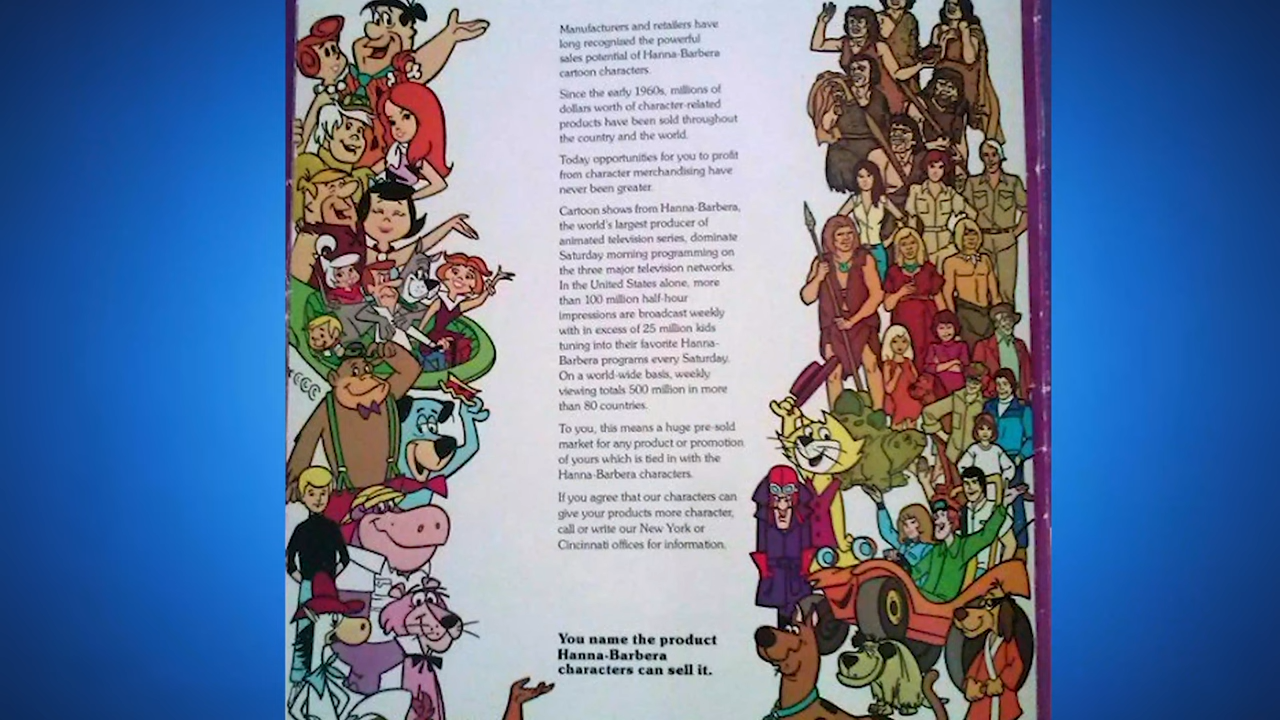 Manufacturers and retailers have
long recognized the powerful
sales potential of Hanna-Barbera
cartoon characters.
Since the early 1960s, millions of
dollars worth of character-related
products have been sold throughout
the country and the world.
Today opportunities for you to profit
from character merchandising have
never been greater.
Cartoon shows from Hanna-Barbera,
the world's largest producer of
animated television series, dominate
Saturday morning programming on
the three major television networks.
In the United States alone, more
than 100 million half-hour
impressions are broadcast weekly
with in excess of 25 million kids
tuning into their favorite Hanna-
Barbera programs every Saturday.
On a world-wide basis, weekly
viewing totals 500 million in more
than 80 countries.
To you, this means a huge pre-sold
market for any product or promotion
of yours which is tied in with the
Hanna-Barbera characters.
If you agree that our characters can
give your products more character,
call or write our New York or
Cincinnati offices for information.
You name the product
Hanna-Barbera
characters can sell it.